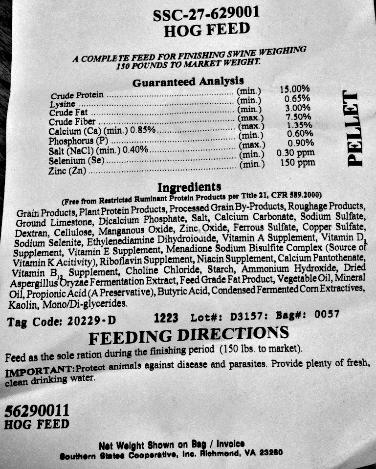 SSC-27-629001
HOG FEED
A COMPLETE FEED FOR FINISHING SWINE WEIGHING
150 POUNDS TO MARKET WEIGHT.
Guaranteed Analysis
Crude Protein (min.) 15.00%
Lysine (min.) 0.65%
Crude Fat (min.) 3.00%
Crude Fiber (max.) 7.50%
Calcium (Ca) (min.) 0.85% (max.) 1.35%
Phosphorus (P) (min.) 0.60%
Salt (NaCl) (min.) 0.40% (max.) 0.90%
Selenium (Se) (min.) 0.30 ppm
Zinc (Zn) (min.) 150 ppm
PELLET
Ingredients
(Free from Restricted Ruminant Protein Products per Title 21, CFR 589.2000)
Grain Products, Plant Protein Products, Processed Grain By-Products, Roughage Products,
Ground Limestone, Dicalcium Phosphate, Salt, Calcium Carbonate, Sodium Sulfate,
Dextran, Cellulose, Manganous Oxide, Zinc Oxide, Ferrous Sulfate, Copper Sulfate,
Sodium Selenite, Ethylenediamine Dihydroioude, Vitamin A Supplement, Vitamin D3
Supplement, Vitamin E Supplement, Menadione Sodium Bisulfite Complex (Source of
Vitamin K Activity), Riboflavin Supplement, Niacin Supplement, Calcium Pantothenate,
Vitamin B12 Supplement, Choline Chloride, Starch, Ammonium Hydroxide, Dried
Aspergillus Oryzae Fermentation Extract, Feed Grade Fat Product, Vegetable Oil, Mineral
Oil, Propionic Acid (A Preservative), Butyric Acid, Condensed Fermented Corn Extractives,
Kaolin, Mono/Di-glycerides.
Tag Code: 20229-D 1223 Lot#: D3157: Bag#: 0057
FEEDING DIRECTIONS
Feed as the sole ration during the finishing period (150 lbs. to market).
IMPORTANT: Protect animals against disease and parasites. Provide plenty of fresh,
clean drinking water.
56290011
HOG FEED
Net Weight Shown on Bag / Invoice
Southern States Cooperative, Inc. Richmond, VA 23260